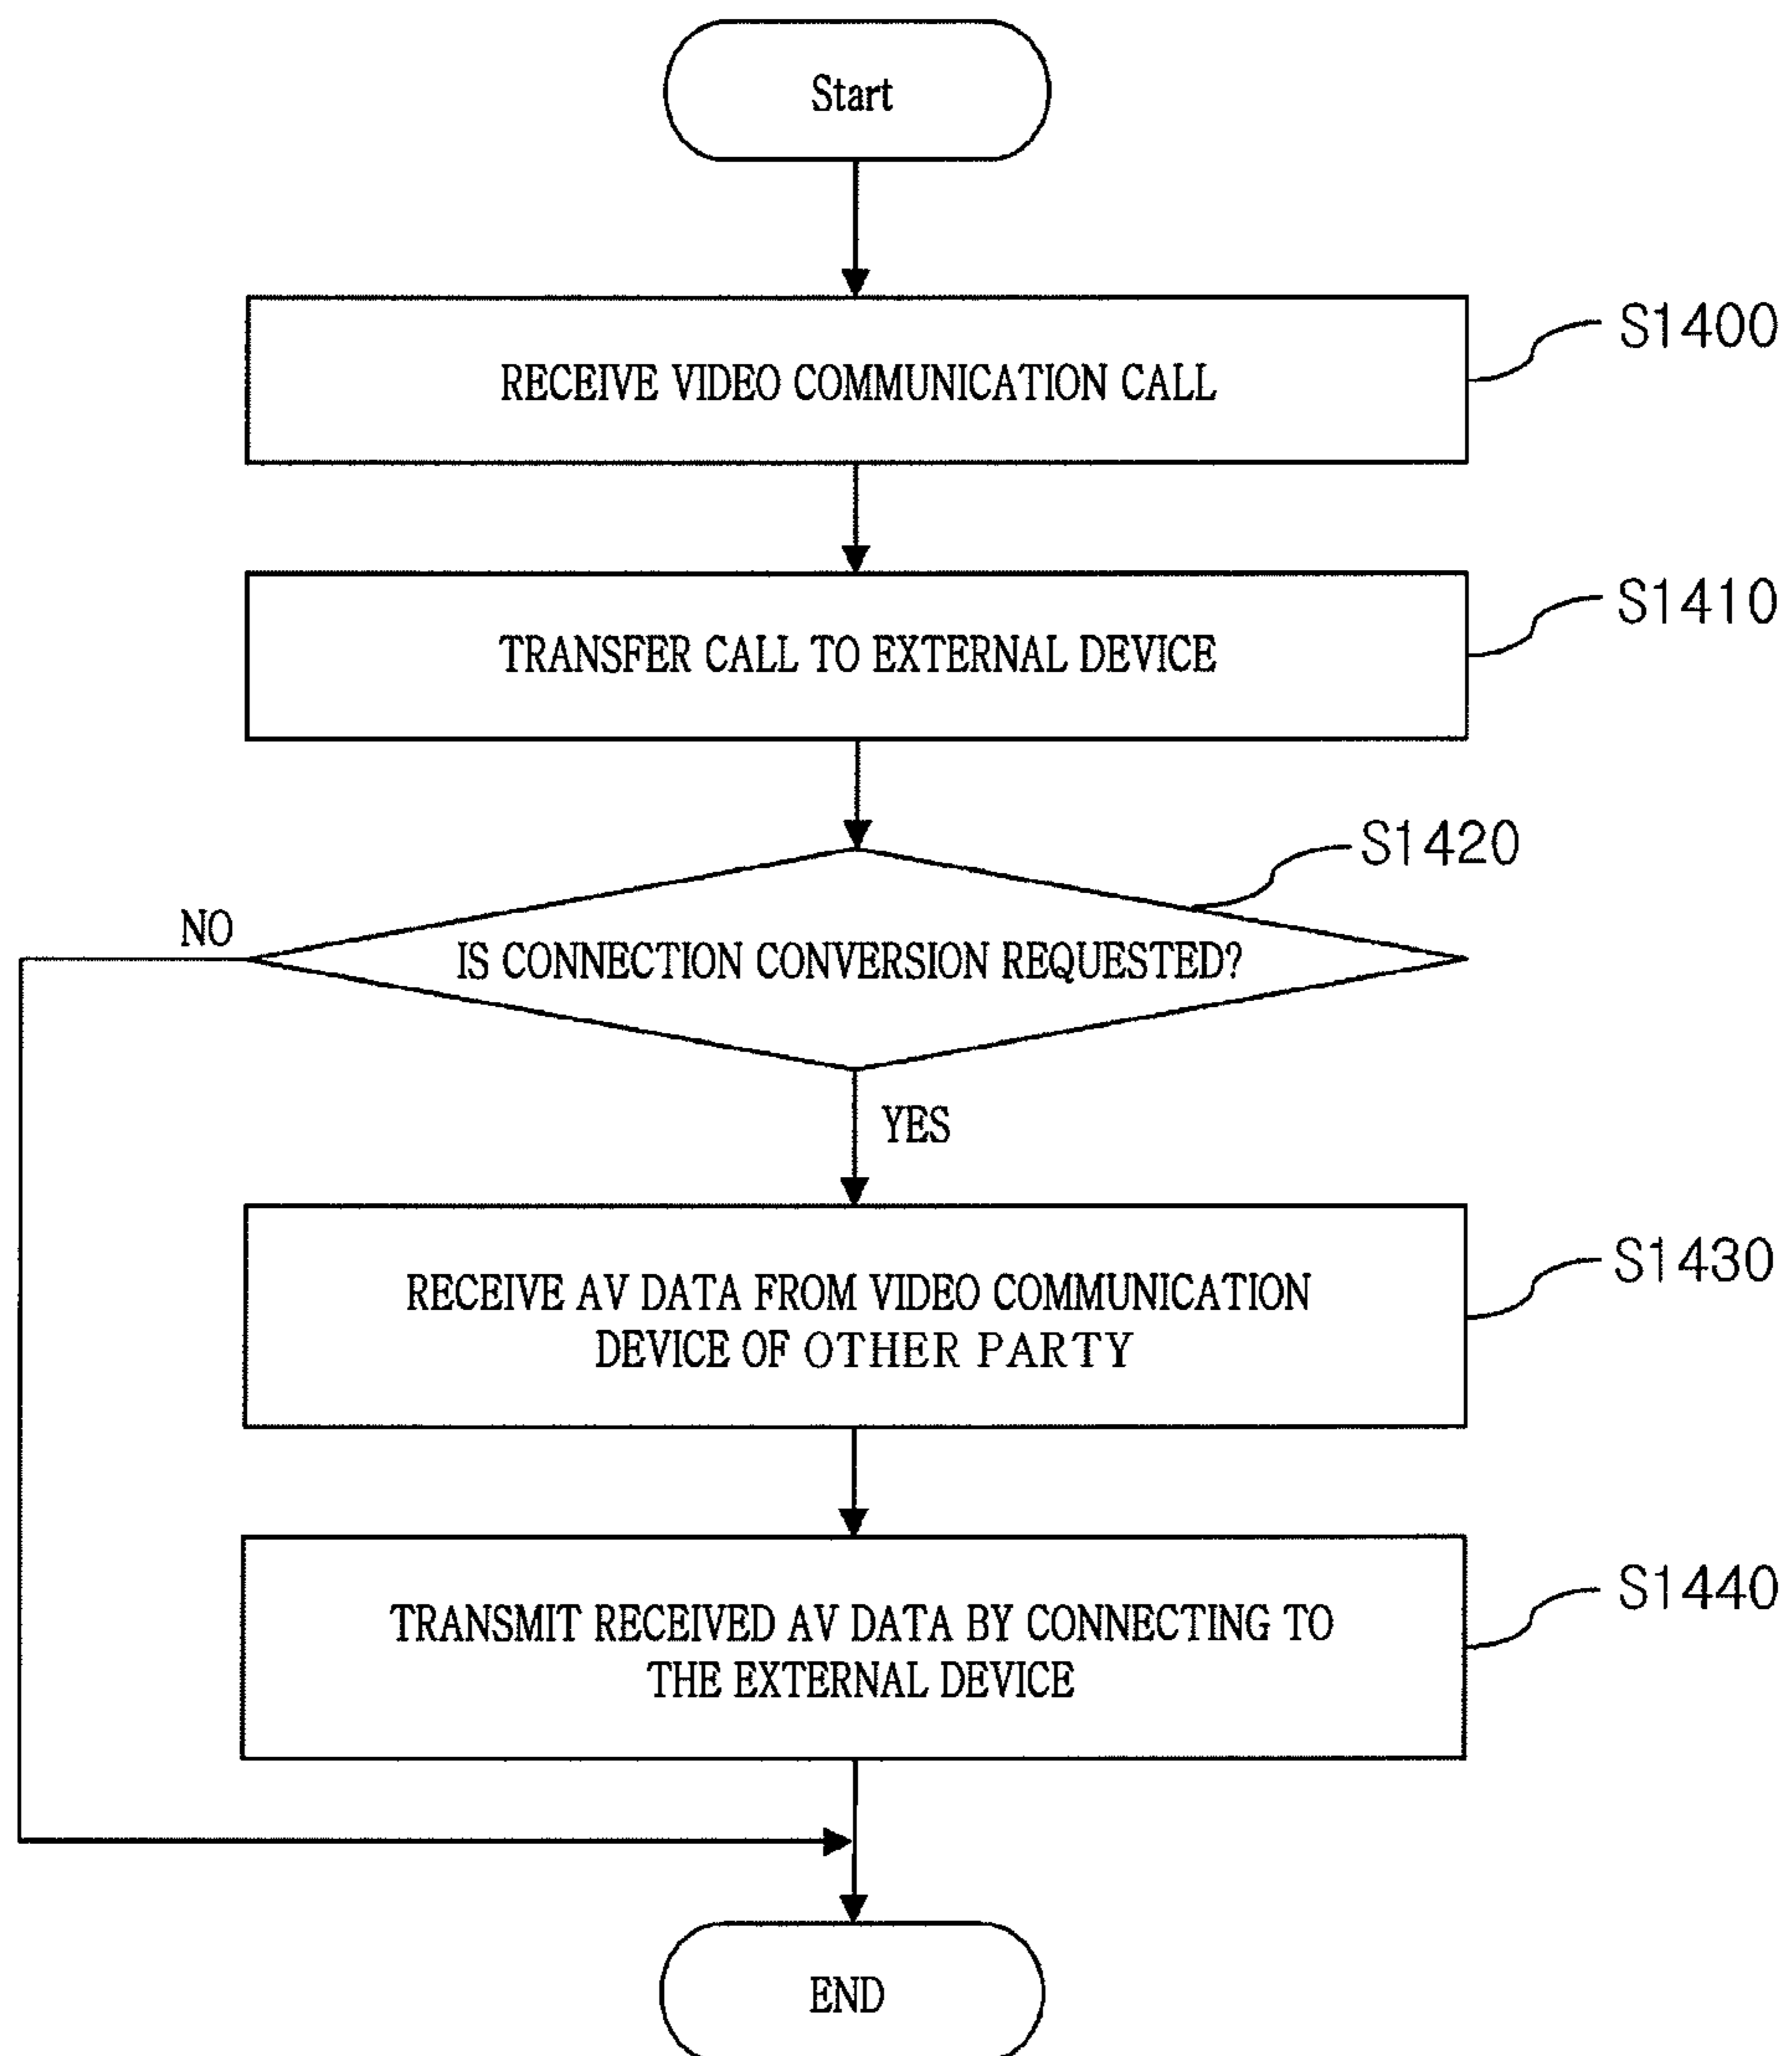 Start
RECEIVE VIDEO COMMUNICATION CALL
S1400
TRANSFER CALL TO EXTERNAL DEVICE
S1410
S1420
NO
IS CONNECTION CONVERSION REQUESTED?
YES
RECEIVE AV DATA FROM VIDEO COMMUNICATION
DEVICE OF OTHER PARTY
S1430
TRANSMIT RECEIVED AV DATA BY CONNECTING TO
THE EXTERNAL DEVICE
S1440
END